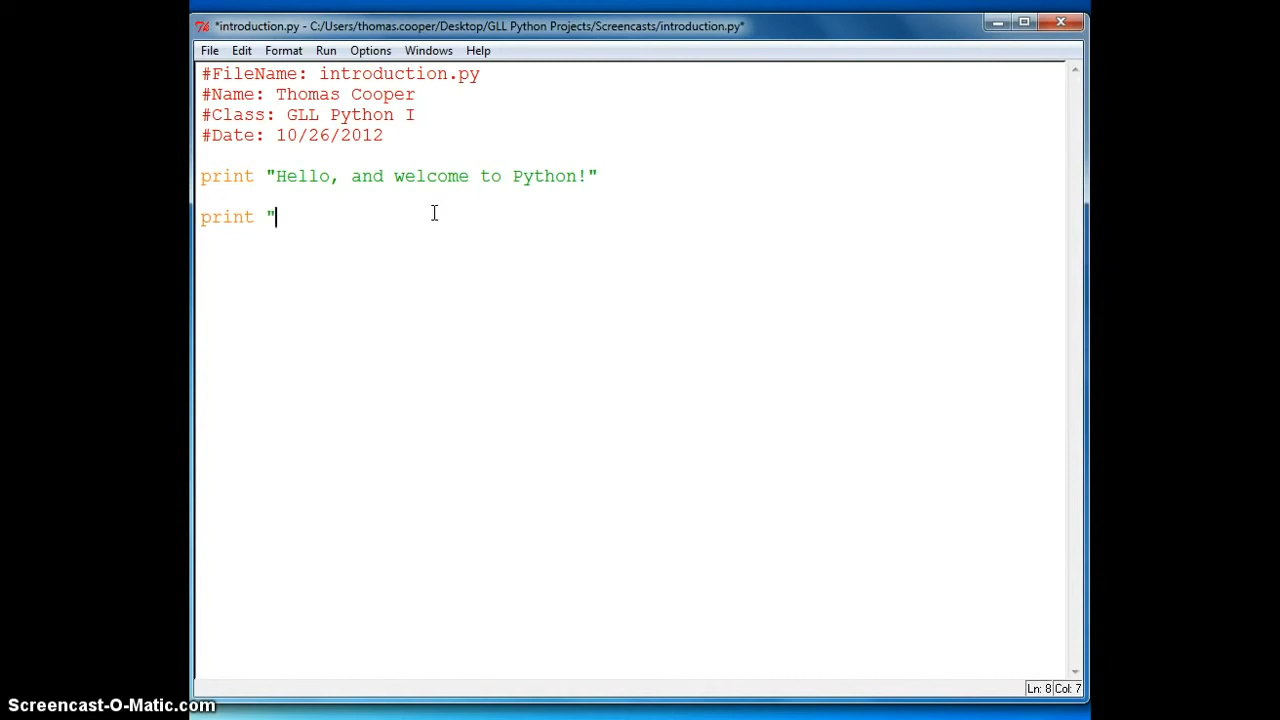 *introduction.py - C:/Users/thomas.cooper/Desktop/GLL Python Projects/Screencasts/introduction.py*
File Edit Format Run Options Windows Help
#FileName: introduction.py
#Name: Thomas Cooper
#Class: GLL Python I
#Date: 10/26/2012
print "Hello, and welcome to Python!"
print "
Ln: 8 Col: 7
Screencast-O-Matic.com